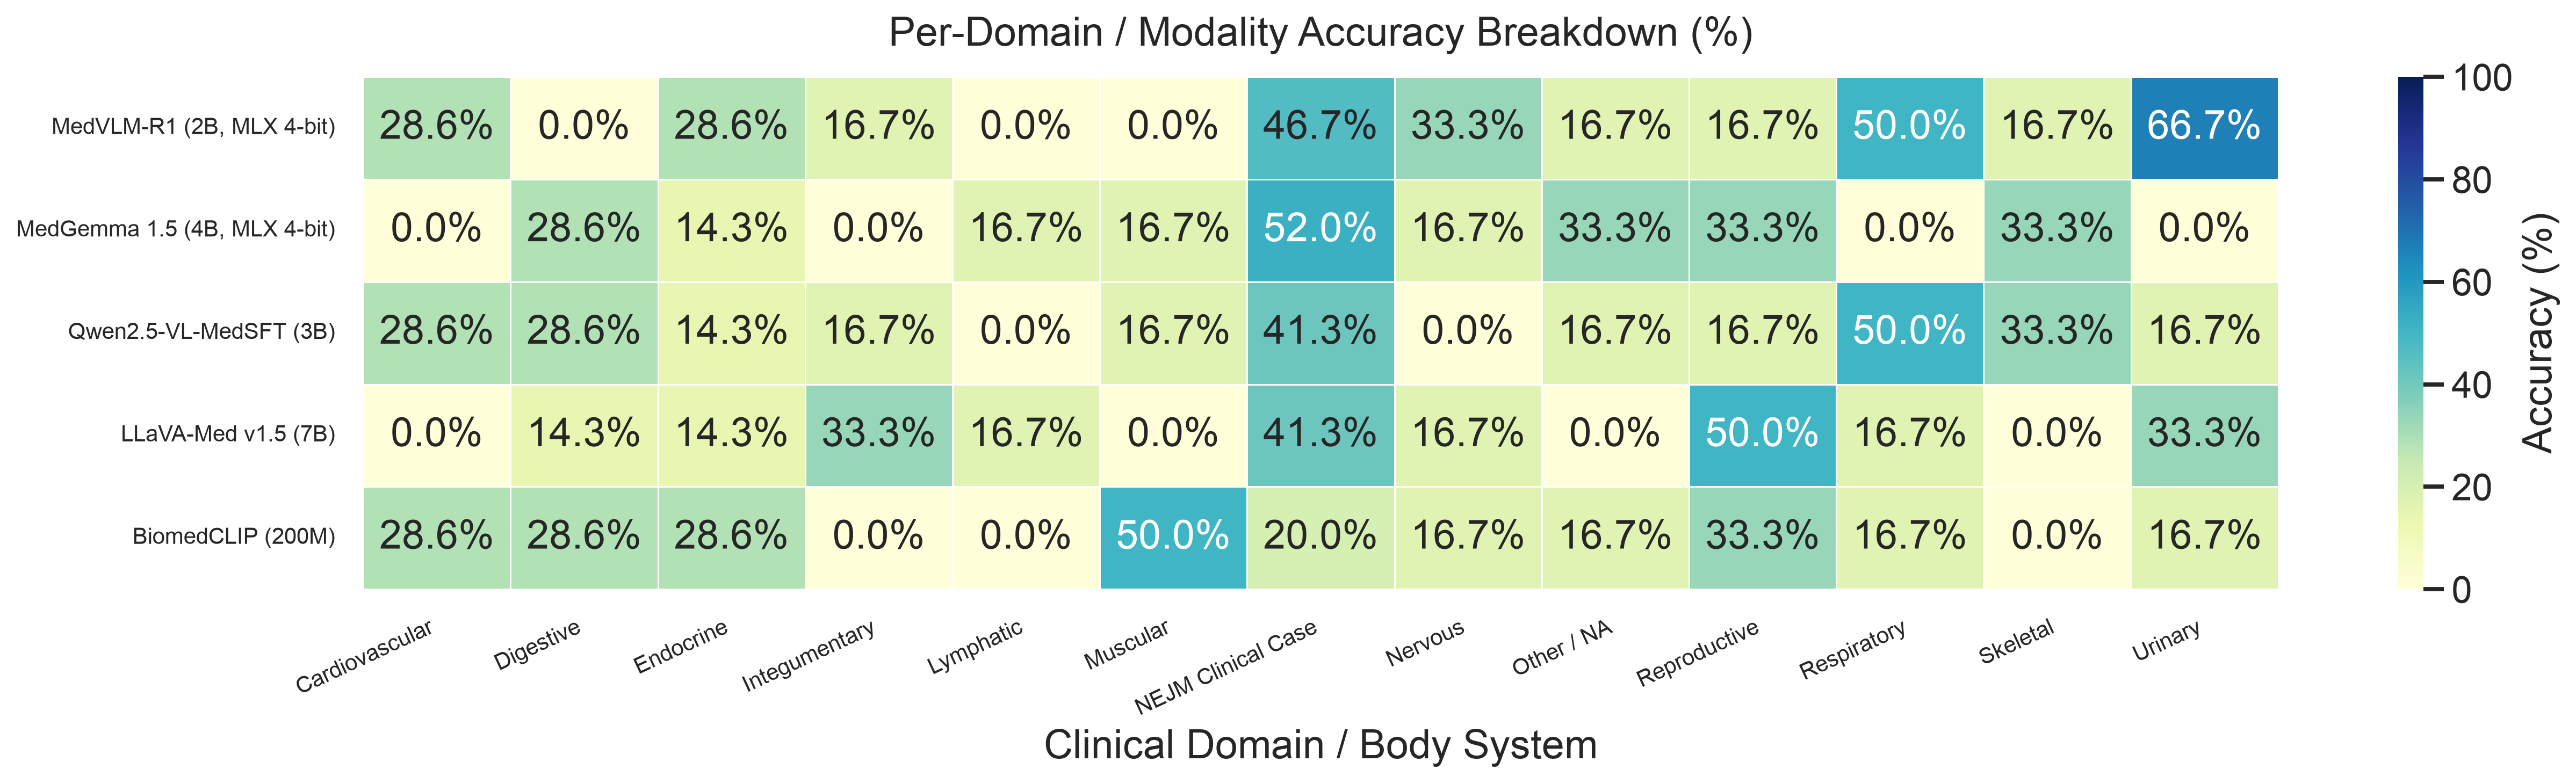 Per-Domain / Modality Accuracy Breakdown (%)
MedVLM-R1 (2B, MLX 4-bit) 28.6% 0.0% 28.6% 16.7% 0.0% 0.0% 46.7% 33.3% 16.7% 16.7% 50.0% 16.7% 66.7%
MedGemma 1.5 (4B, MLX 4-bit) 0.0% 28.6% 14.3% 0.0% 16.7% 16.7% 52.0% 16.7% 33.3% 33.3% 0.0% 33.3% 0.0%
Qwen2.5-VL-MedSFT (3B) 28.6% 28.6% 14.3% 16.7% 0.0% 16.7% 41.3% 0.0% 16.7% 16.7% 50.0% 33.3% 16.7%
LLaVA-Med v1.5 (7B) 0.0% 14.3% 14.3% 33.3% 16.7% 0.0% 41.3% 16.7% 0.0% 50.0% 16.7% 0.0% 33.3%
BiomedCLIP (200M) 28.6% 28.6% 28.6% 0.0% 0.0% 50.0% 20.0% 16.7% 16.7% 33.3% 16.7% 0.0% 16.7%
Cardiovascular Digestive Endocrine Integumentary Lymphatic Muscular NEJM Clinical Case Nervous Other / NA Reproductive Respiratory Skeletal Urinary
Clinical Domain / Body System
100
80
60
40
20
0
Accuracy (%)